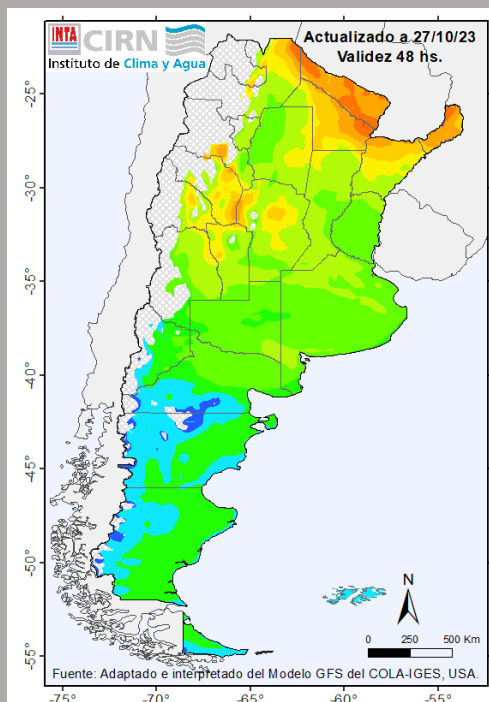 INTA CIRN
Instituto de Clima y Agua
Actualizado a 27/10/23
Validez 48 hs.
-25°
-30°
-35°
-40°
-45°
-50°
-55°
N
0 250 500 Km
Fuente: Adaptado e interpretado del Modelo GFS del COLA-IGES, USA.
-75° -70° -65° -60° -55°